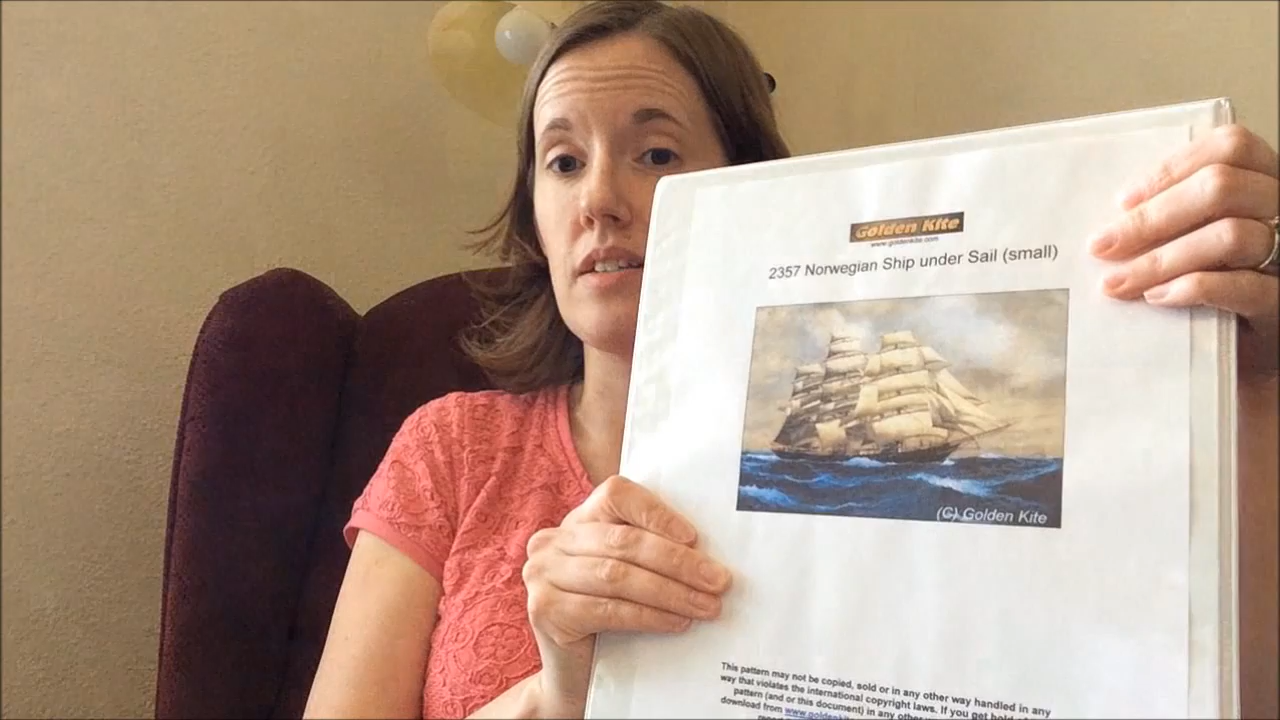 Golden Kite
www.goldenkite.com
2357 Norwegian Ship under Sail (small)
(C) Golden Kite
This pattern may not be copied, sold or in any other way handled in any
way that violates the international copyright laws. If you get hold of
pattern (and or this document) in any other
download from www.goldenkite